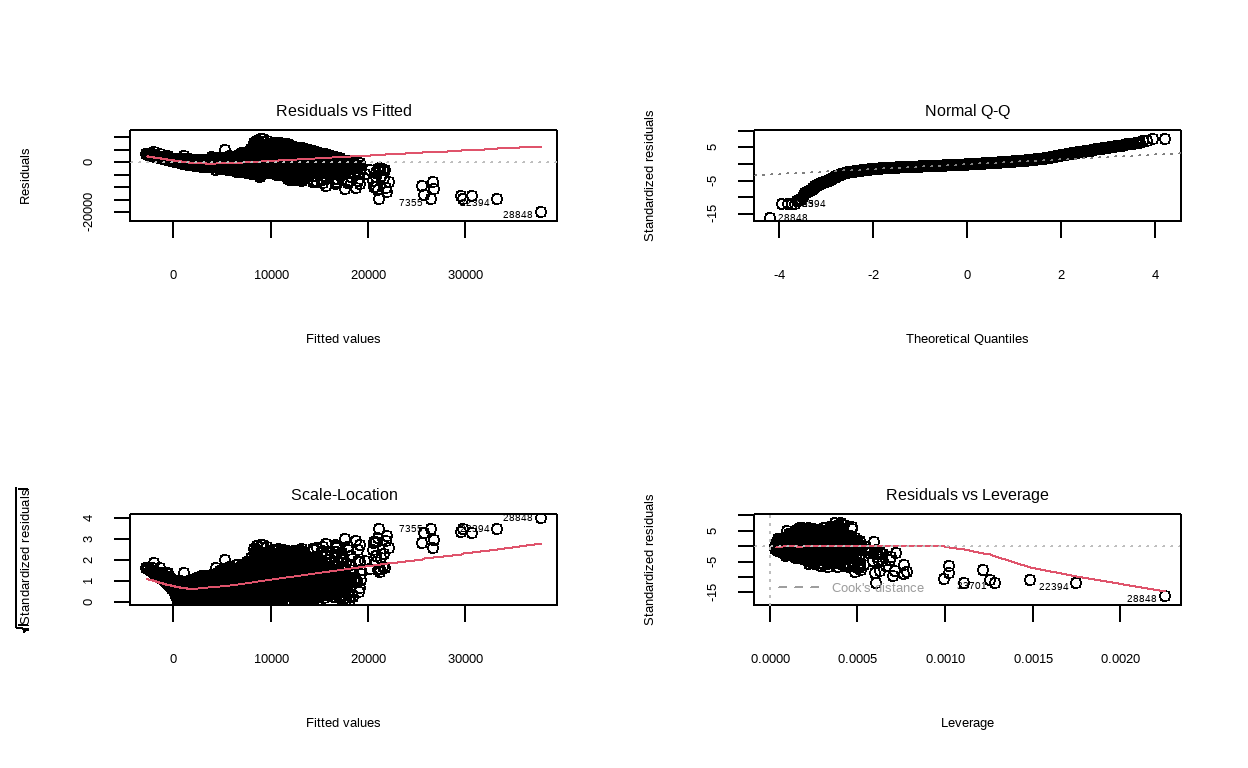 Residuals vs Fitted
Residuals
0
-20000
7355
22394
28848
0 10000 20000 30000
Fitted values
Normal Q-Q
Standardized residuals
5
-5
-15
28848
-4 -2 0 2 4
Theoretical Quantiles
Scale-Location
√|Standardized residuals|
4
3
2
1
0
7355
22394
28848
0 10000 20000 30000
Fitted values
Residuals vs Leverage
Standardized residuals
5
-5
-15
Cook's distance
23701
22394
28848
0.0000 0.0005 0.0010 0.0015 0.0020
Leverage